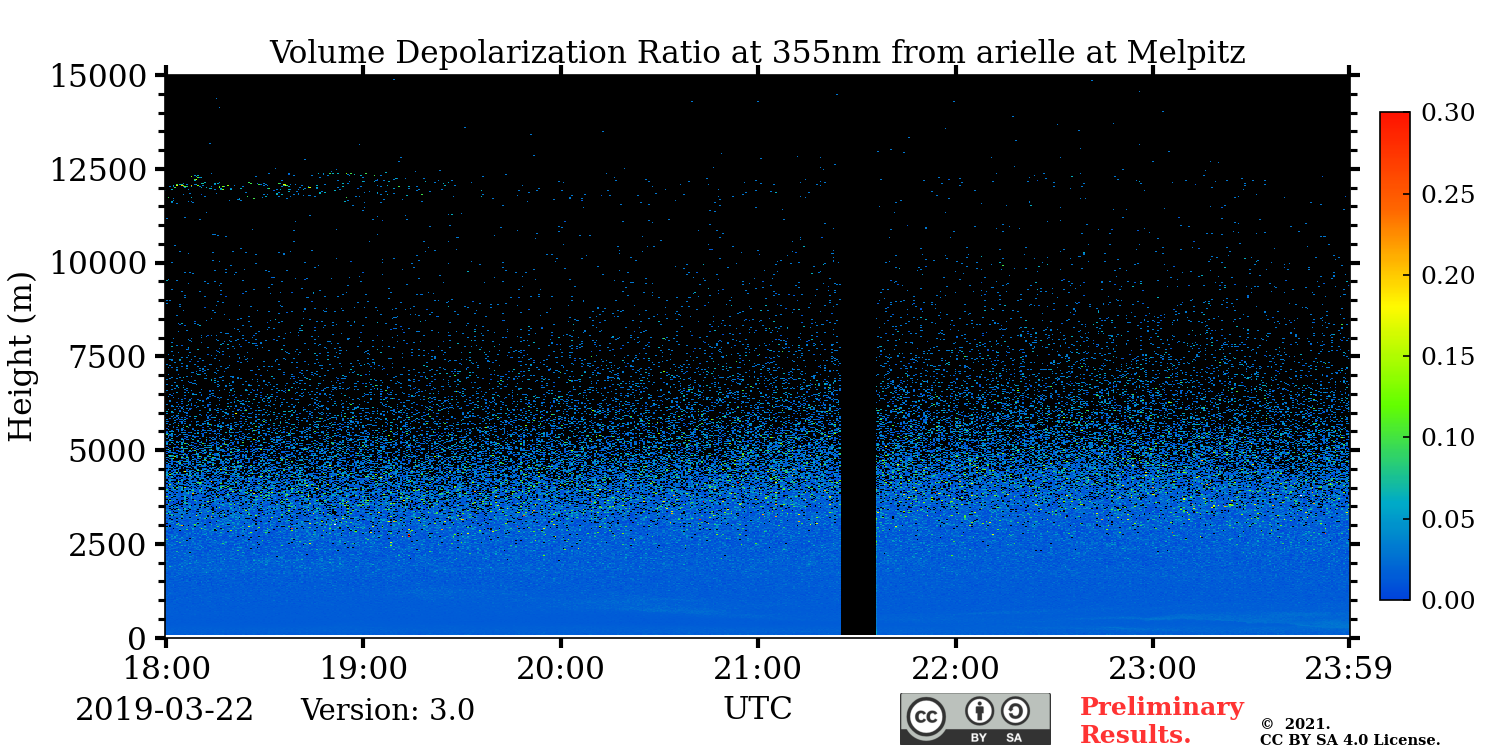 Volume Depolarization Ratio at 355nm from arielle at Melpitz
15000
12500
10000
7500
5000
2500
0
Height (m)
0.30
0.25
0.20
0.15
0.10
0.05
0.00
18:00 19:00 20:00 21:00 22:00 23:00 23:59
2019-03-22 Version: 3.0 UTC
cc BY SA
Preliminary
Results.
© 2021.
CC BY SA 4.0 License.